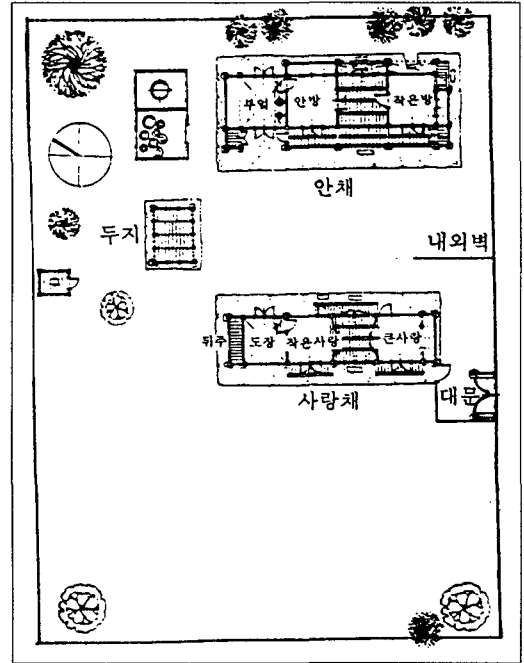 부엌 안방 작은방
안채
두지
내외벽
뒤주 도장 작은사랑 큰사랑
사랑채
대문